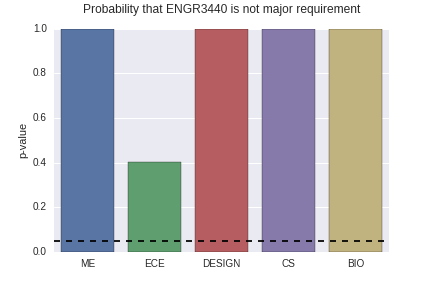 Probability that ENGR3440 is not major requirement
1.0
0.8
0.6
0.4
0.2
0.0
p-value
ME ECE DESIGN CS BIO